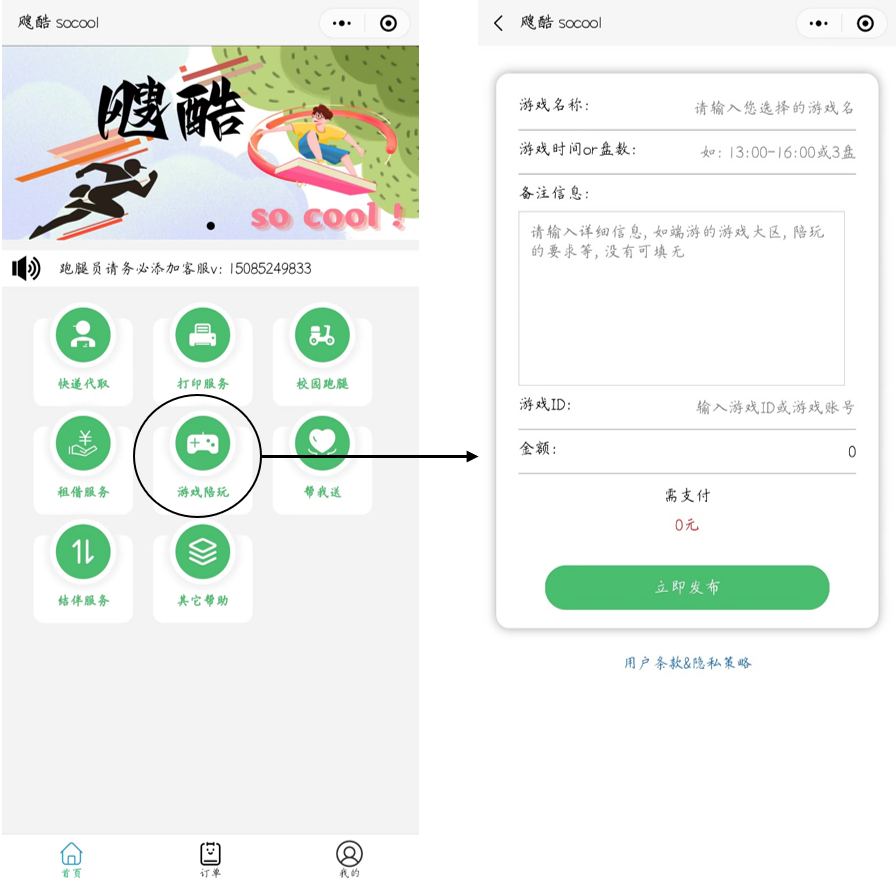 飕酷 socool
飕酷
so cool !
跑腿员请务必添加客服v: 15085249833
快递代取
打印服务
校园跑腿
租借服务
游戏陪玩
帮我送
结伴服务
其它帮助
首页
订单
我的
飕酷 socool
游戏名称:
请输入您选择的游戏名
游戏时间or盘数:
如: 13:00-16:00或3盘
备注信息:
请输入详细信息, 如端游的游戏大区, 陪玩
的要求等, 没有可填无
游戏ID:
输入游戏ID或游戏账号
金额:
0
需支付
0元
立即发布
用户条款&隐私策略